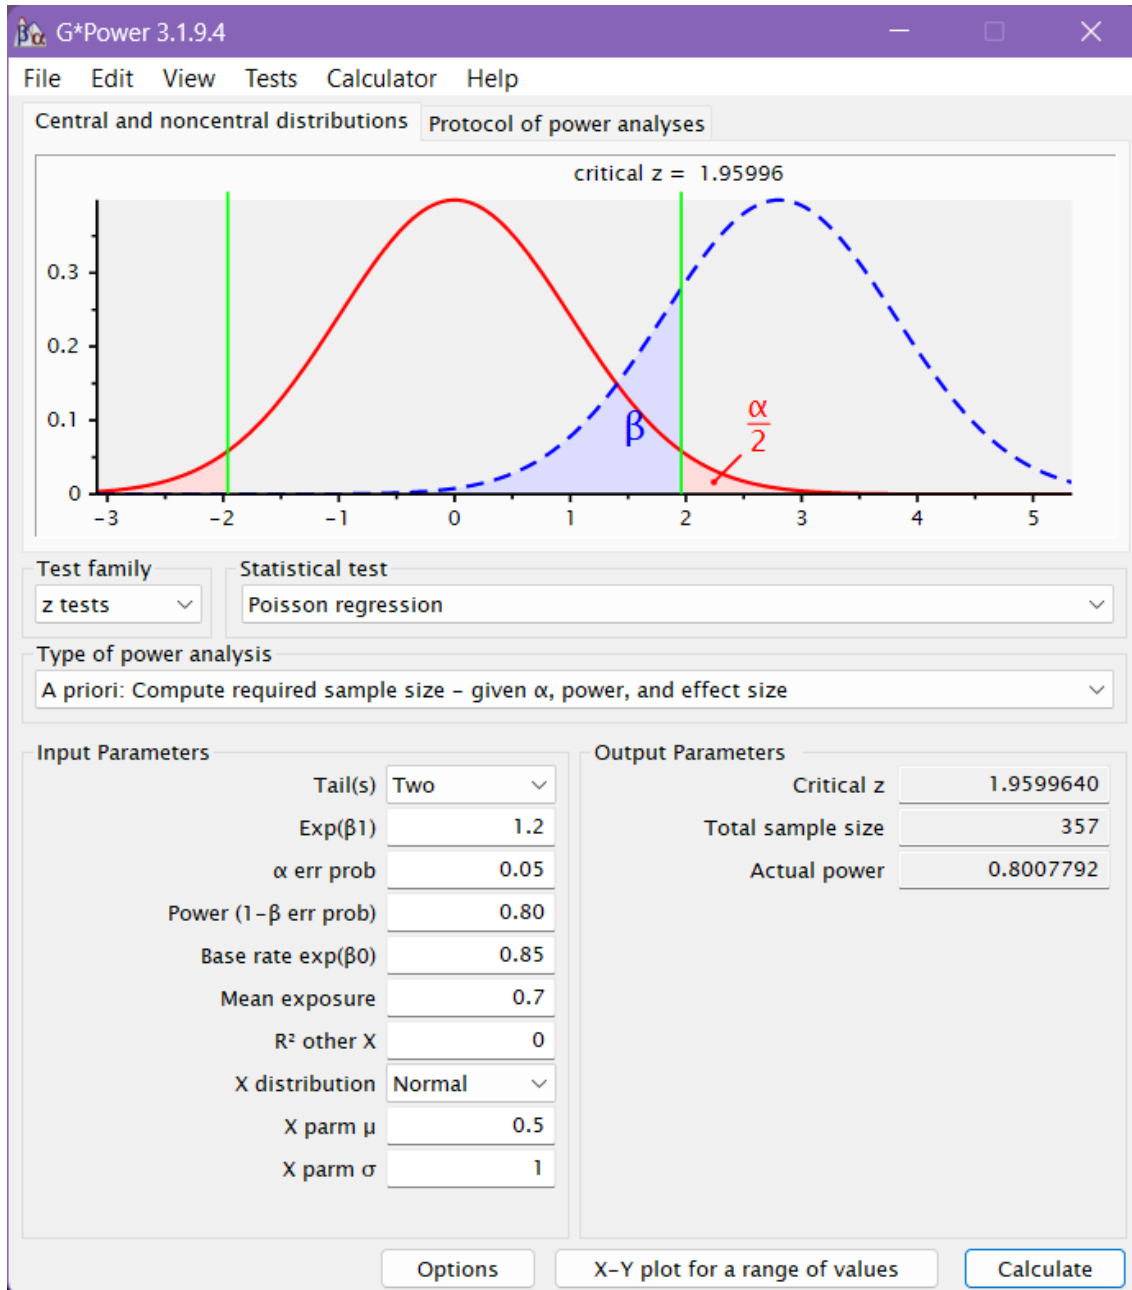 G*Power 3.1.9.4
File Edit View Tests Calculator Help
Central and noncentral distributions Protocol of power analyses
critical z = 1.95996
0.3
0.2
0.1
0
β
α
2
-3 -2 -1 0 1 2 3 4 5
Test family Statistical test
z tests Poisson regression
Type of power analysis
A priori: Compute required sample size - given α, power, and effect size
Input Parameters
Tail(s) Two
Exp(β1) 1.2
α err prob 0.05
Power (1-β err prob) 0.80
Base rate exp(β0) 0.85
Mean exposure 0.7
R² other X 0
X distribution Normal
X parm μ 0.5
X parm σ 1
Output Parameters
Critical z 1.9599640
Total sample size 357
Actual power 0.8007792
Options X-Y plot for a range of values Calculate